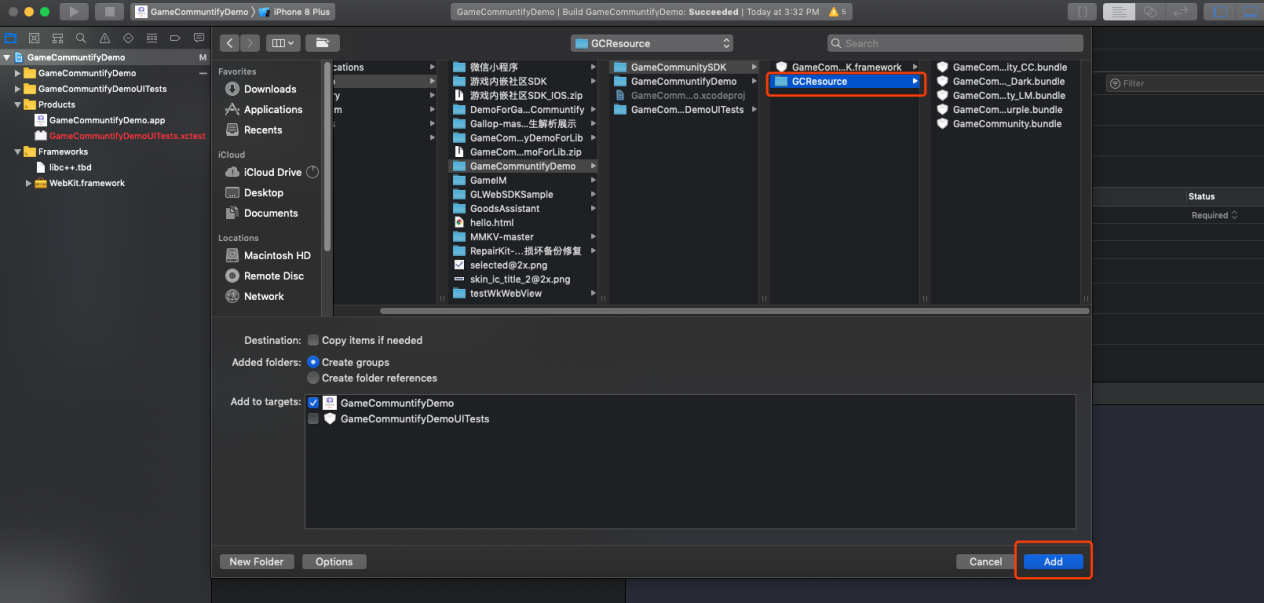 GameCommuntifyDemo
iPhone 8 Plus
GameCommuntifyDemo | Build GameCommuntifyDemo: Succeeded | Today at 3:32 PM
5
GameCommuntifyDemo
M
GameCommuntifyDemo
GameCommuntifyDemoUITests
Products
GameCommuntifyDemo.app
GameCommuntifyDemoUITests.xctest
Frameworks
libc++.tbd
WebKit.framework
GCResource
Search
Favorites
Downloads
Applications
Recents
iCloud
iCloud Drive
Desktop
Documents
Locations
Macintosh HD
Remote Disc
Network
cations
微信小程序
游戏内嵌社区SDK
游戏内嵌社区SDK_IOS.zip
DemoForGa...Communtify
Gallop-mas...生解析展示
GameCom...yDemoForLib
GameCom...moForLib.zip
GameCommuntifyDemo
GameIM
GLWebSDKSample
GoodsAssistant
hello.html
MMKV-master
RepairKit-...损坏备份修复
selected@2x.png
skin_ic_title_2@2x.png
testWkWebView
GameCommunitySDK
GameCommuntifyDemo
GameComm...o.xcodeproj
GameCom...DemoUITests
GameCom...K.framework
GCResource
GameCom...ity_CC.bundle
GameCom..._Dark.bundle
GameCom...ty_LM.bundle
GameCom...urple.bundle
GameCommunity.bundle
Filter
Status
Required
Destination:
Copy items if needed
Added folders:
Create groups
Create folder references
Add to targets:
GameCommuntifyDemo
GameCommuntifyDemoUITests
New Folder
Options
Cancel
Add